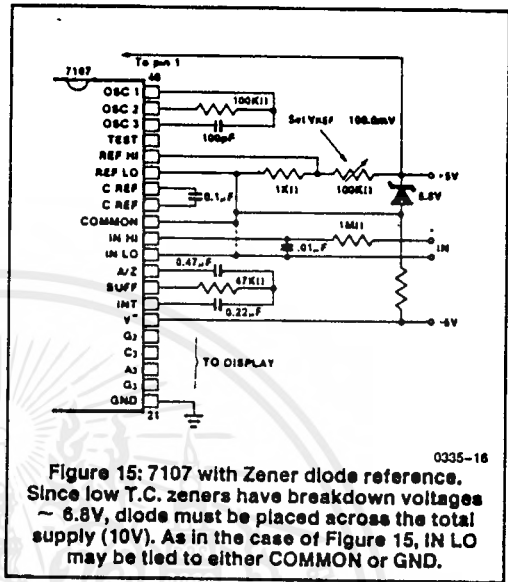 To pin 1
7107
40
OSC 1
OSC 2
100KΩ
OSC 3
100pF
TEST
Set VREF 100.0mV
REF HI
REF LO
+5V
1KΩ
100KΩ
C REF
0.1µF
6.8V
C REF
COMMON
1MΩ
IN HI
.01µF
IN
IN LO
0.47µF
A/Z
BUFF
47KΩ
INT
0.22µF
V−
-5V
G2
C3
TO DISPLAY
A3
G3
GND
21
0335-16
Figure 15: 7107 with Zener diode reference.
Since low T.C. zeners have breakdown voltages
~ 6.8V, diode must be placed across the total
supply (10V). As in the case of Figure 15, IN LO
may be tied to either COMMON or GND.